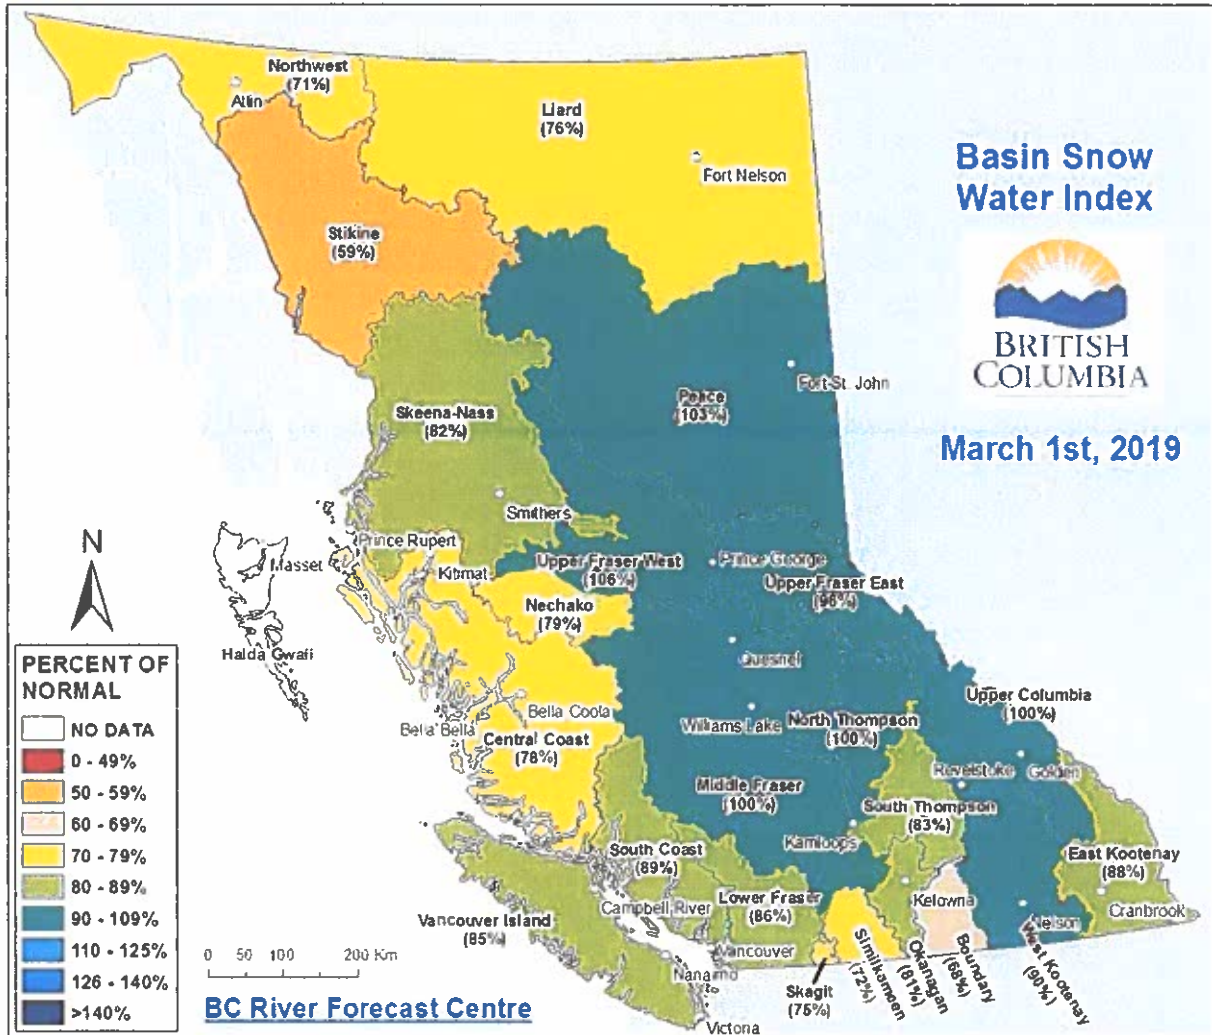 Northwest
(71%)
Atlin
Liard
(76%)
Fort Nelson
Basin Snow
Water Index
Stikine
(59%)
BRITISH
COLUMBIA
Fort St. John
Peace
(103%)
Skeena-Nass
(82%)
March 1st, 2019
Smithers
Prince Rupert
Masset
Kitimat
Upper Fraser West
(106%)
Prince George
Upper Fraser East
(96%)
N
Nechako
(79%)
Haida Gwaii
Quesnel
PERCENT OF
NORMAL
NO DATA
0 - 49%
50 - 59%
60 - 69%
70 - 79%
80 - 89%
90 - 109%
110 - 125%
126 - 140%
>140%
Bella Coola
Bella Bella
Central Coast
(78%)
Williams Lake
North Thompson
(100%)
Upper Columbia
(100%)
Revelstoke
Golden
Middle Fraser
(100%)
South Thompson
(83%)
Kamloops
South Coast
(89%)
East Kootenay
(88%)
Lower Fraser
(86%)
Campbell River
Kelowna
Cranbrook
Nelson
Vancouver Island
(85%)
Vancouver
Nanaimo
Skagit
(75%)
Similkameen
(72%)
Okanagan
(81%)
Boundary
(68%)
West Kootenay
(90%)
0 50 100 200 Km
BC River Forecast Centre
Victoria